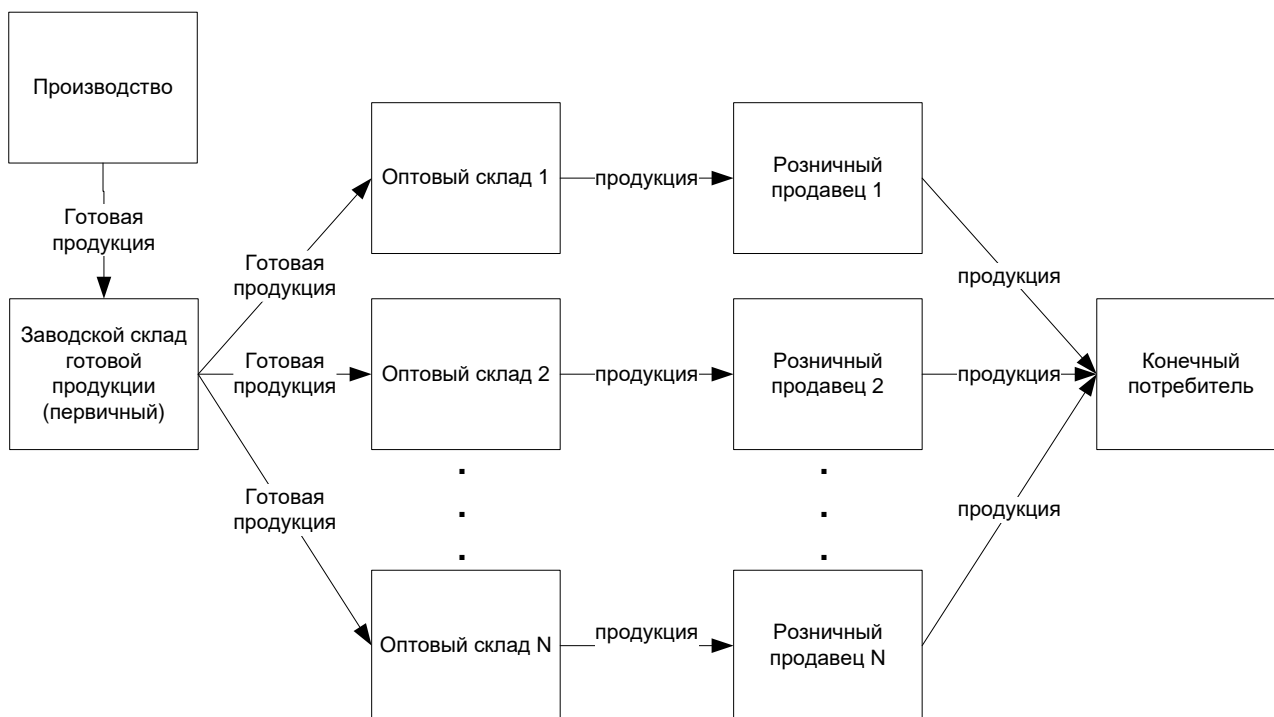 Производство
Готовая
продукция
Заводской склад
готовой
продукции
(первичный)
Готовая
продукция
Готовая
продукция
Готовая
продукция
Оптовый склад 1
Оптовый склад 2
Оптовый склад N
продукция
продукция
продукция
Розничный
продавец 1
Розничный
продавец 2
Розничный
продавец N
продукция
продукция
продукция
Конечный
потребитель